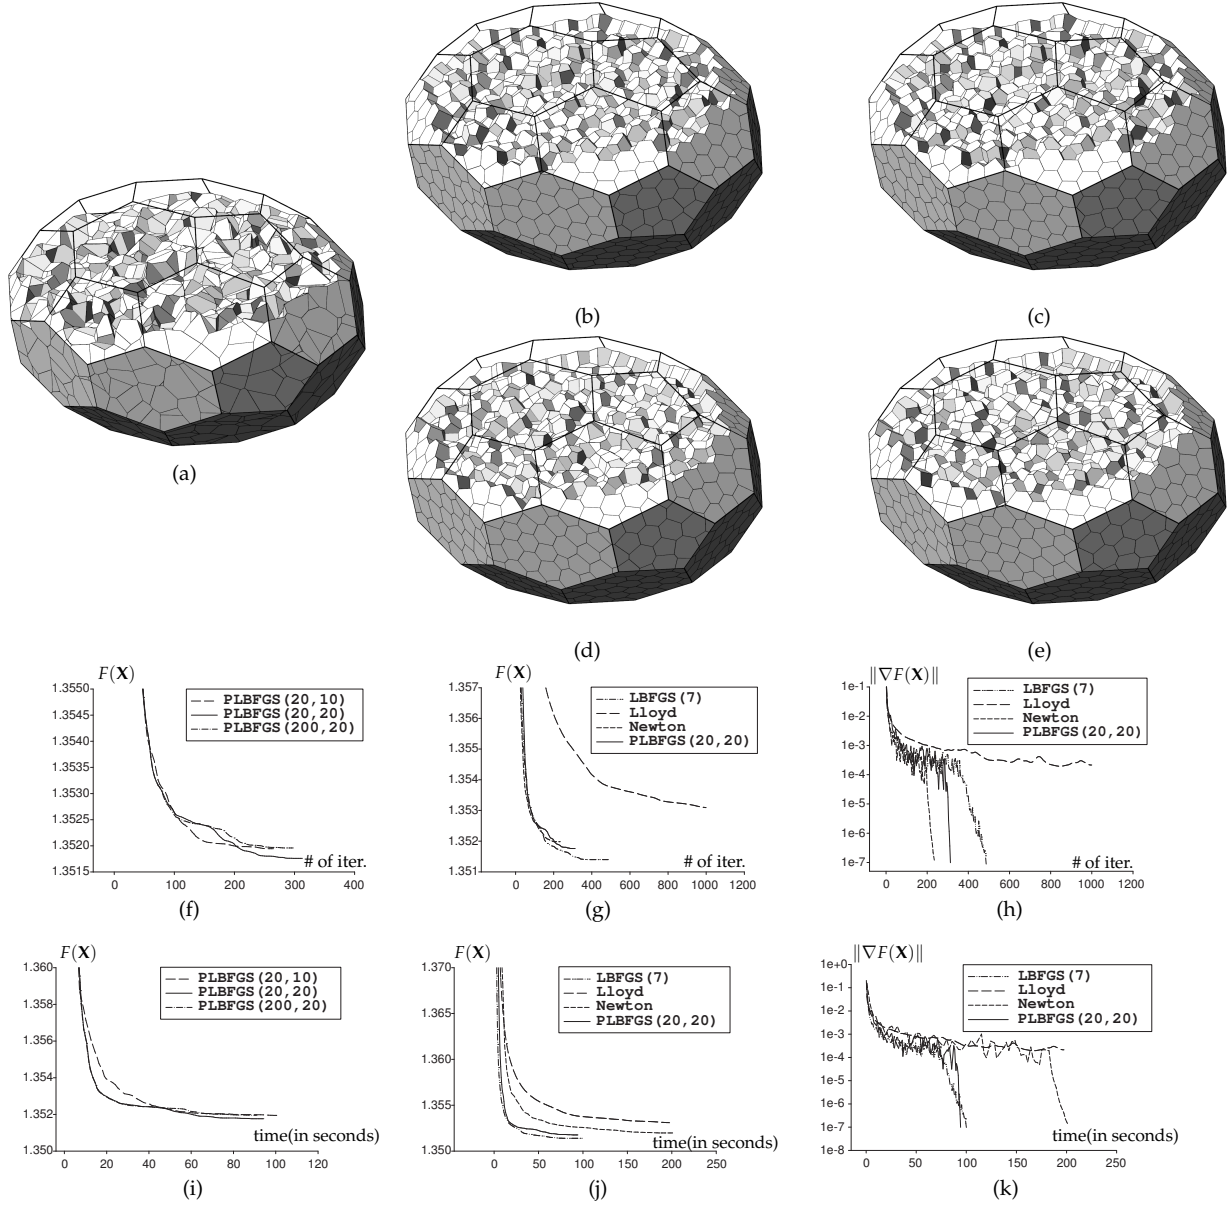 (a)
(b)
(c)
(d)
(e)
F(X)
1.3550
1.3545
1.3540
1.3535
1.3530
1.3525
1.3520
1.3515
PLBFGS(20,10)
PLBFGS(20,20)
PLBFGS(200,20)
# of iter.
0 100 200 300 400
(f)
F(X)
1.357
1.356
1.355
1.354
1.353
1.352
1.351
LBFGS(7)
Lloyd
Newton
PLBFGS(20,20)
# of iter.
0 200 400 600 800 1000 1200
(g)
‖∇F(X)‖
1e-1
1e-2
1e-3
1e-4
1e-5
1e-6
1e-7
LBFGS(7)
Lloyd
Newton
PLBFGS(20,20)
# of iter.
0 200 400 600 800 1000 1200
(h)
F(X)
1.360
1.358
1.356
1.354
1.352
1.350
PLBFGS(20,10)
PLBFGS(20,20)
PLBFGS(200,20)
time(in seconds)
0 20 40 60 80 100 120
(i)
F(X)
1.370
1.365
1.360
1.355
1.350
LBFGS(7)
Lloyd
Newton
PLBFGS(20,20)
time(in seconds)
0 50 100 150 200 250
(j)
‖∇F(X)‖
1e+0
1e-1
1e-2
1e-3
1e-4
1e-5
1e-6
1e-7
1e-8
LBFGS(7)
Lloyd
Newton
PLBFGS(20,20)
time(in seconds)
0 50 100 150 200 250
(k)